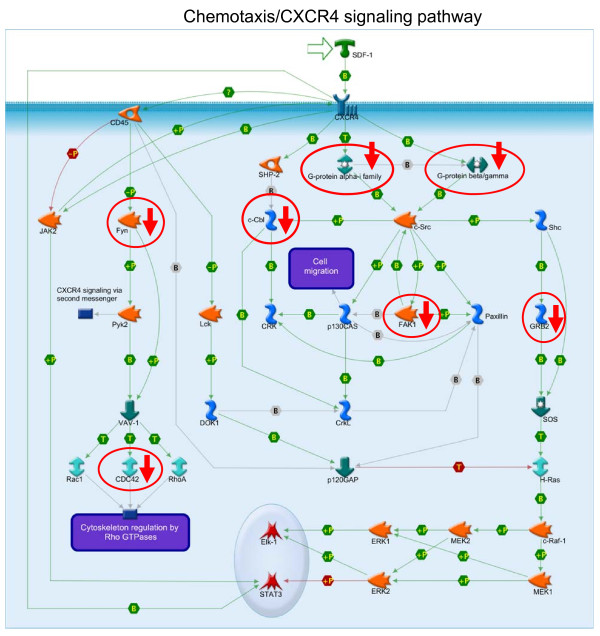 Chemotaxis/CXCR4 signaling pathway
SDF-1
B
7
CXCR4
CD45
-P
+P
B
B
T
B
SHP-2
G-protein alpha-i family
B
G-protein beta/gamma
-P
B
B
B
JAK2
Fyn
c-Cbl
+P
c-Src
+P
Shc
Cell
migration
B
-P
+P
+P
B
B
+P
B
B
CXCR4 signaling via
second messenger
+P
Pyk2
Lck
CRK
B
p130CAS
B
B
FAK1
+P
Paxillin
GRB2
B
+P
B
+P
B
B
B
B
B
VAV-1
DOK1
B
CrkL
SOS
T
T
T
B
T
Rac1
CDC42
RhoA
p120GAP
T
H-Ras
B
Cytoskeleton regulation by
Rho GTPases
Elk-1
+P
ERK1
+P
MEK2
+P
c-Raf-1
+P
+P
+P
+P
STAT3
+P
ERK2
+P
MEK1
B